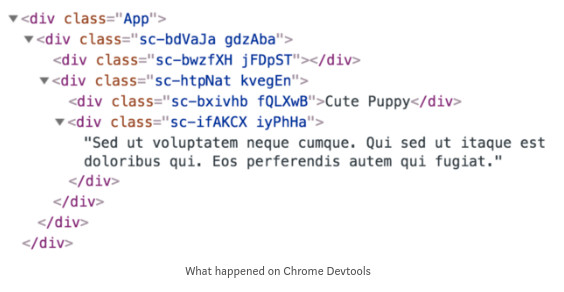 ▼<div class="App">
▼<div class="sc-bdVaJa gdzAba">
<div class="sc-bwzfXH jFDpST"></div>
▼<div class="sc-htpNat kvegEn">
<div class="sc-bxivhb fQLXwB">Cute Puppy</div>
▼<div class="sc-ifAKCX iyPhHa">
"Sed ut voluptatem neque cumque. Qui sed ut itaque est
doloribus qui. Eos perferendis autem qui fugiat."
</div>
</div>
</div>
</div>
What happened on Chrome Devtools